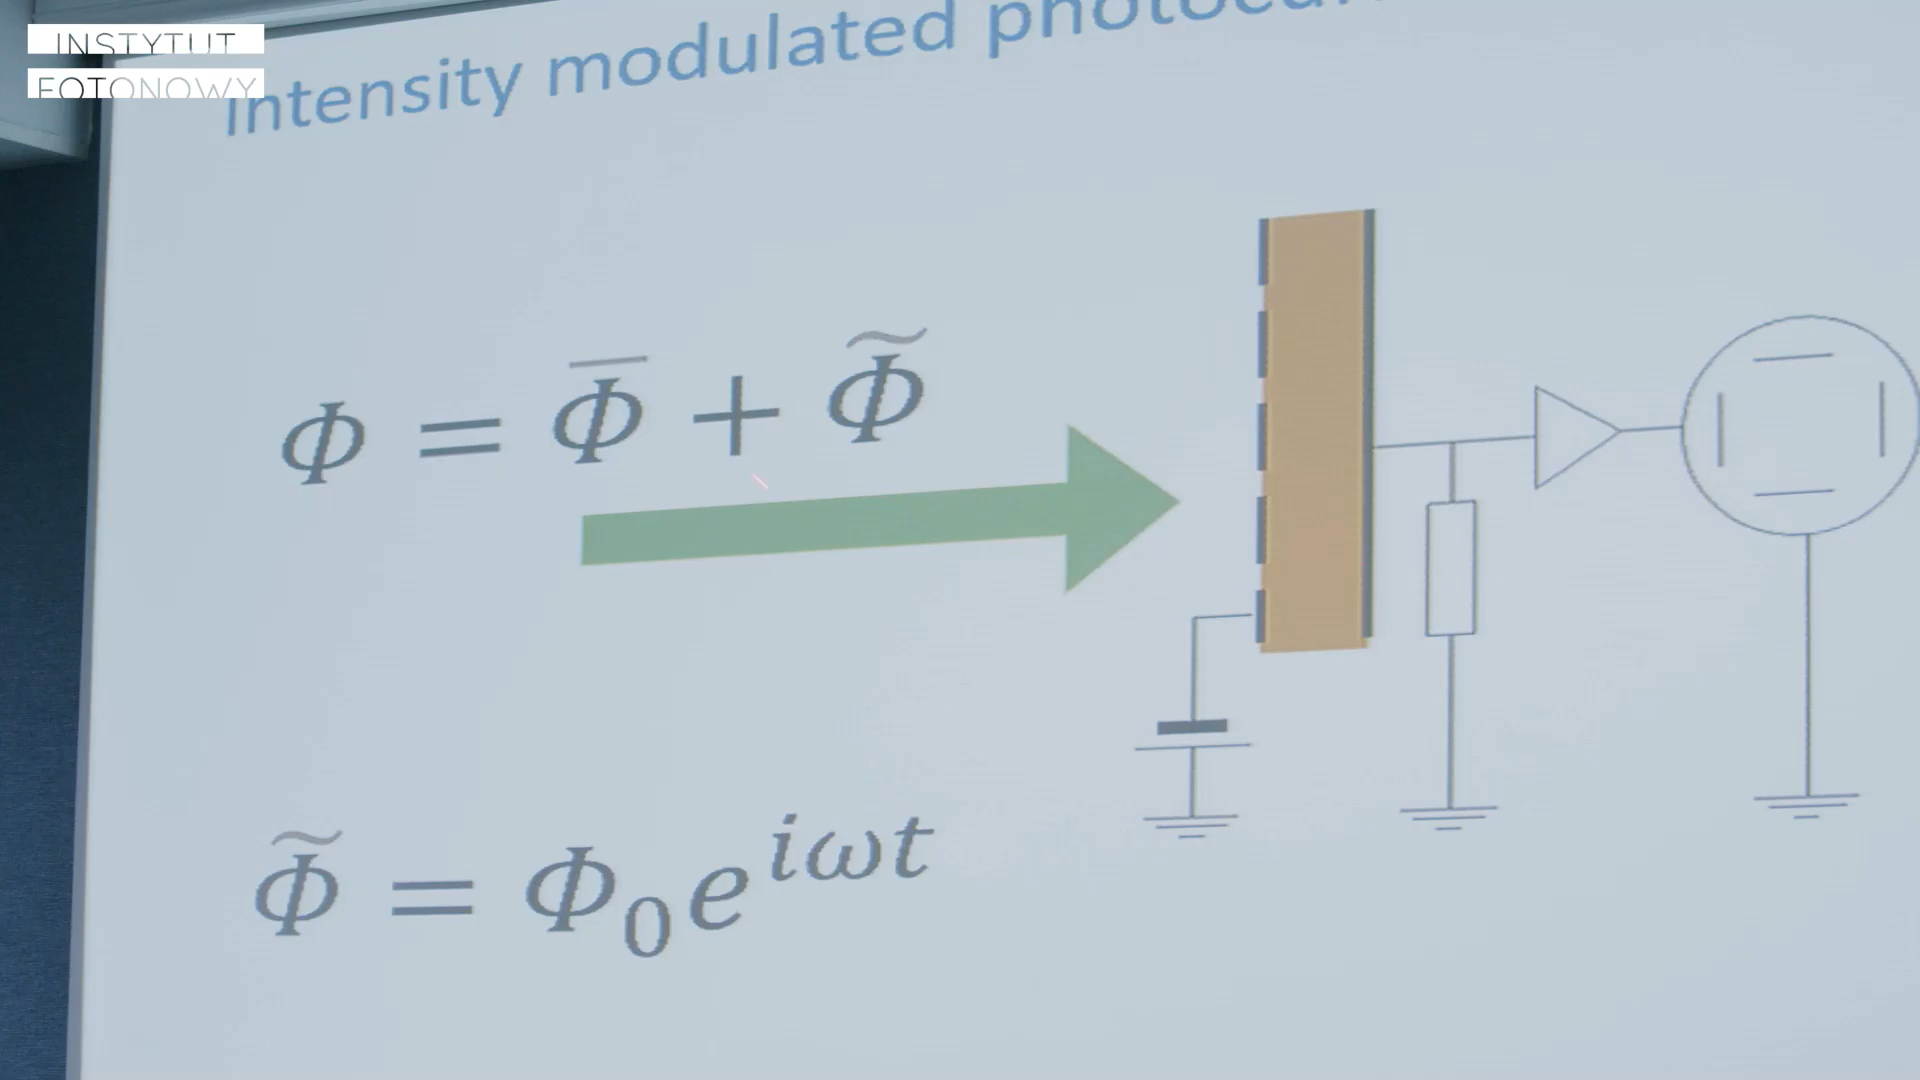 INSTYTUT
FOTONOWY
Intensity modulated
Φ = Φ̅ + Φ̃
Φ̃ = Φ₀e^{iωt}